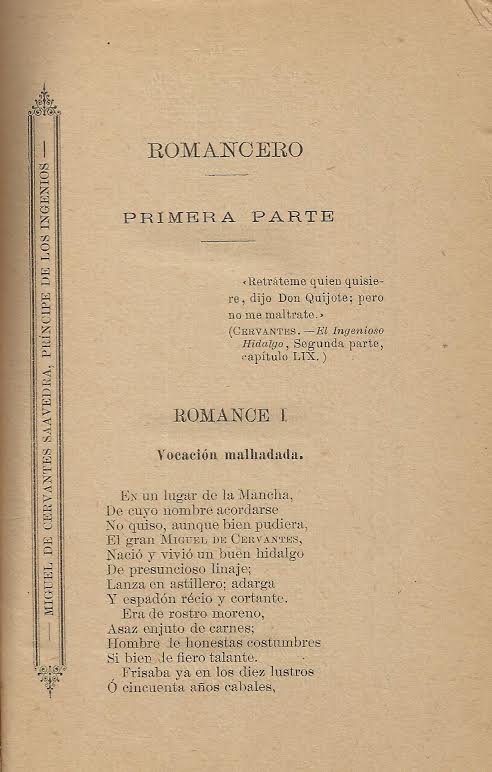 ROMANCERO
PRIMERA PARTE
«Retráteme quien quisie-
re, dijo Don Quijote; pero
no me maltrate.»
(CERVANTES.—El Ingenioso
Hidalgo, Segunda parte,
capítulo LIX.)
ROMANCE I
Vocación malhadada.
EN un lugar de la Mancha,
De cuyo nombre acordarse
No quiso, aunque bien pudiera,
El gran MIGUEL DE CERVANTES,
Nació y vivió un buen hidalgo
De presuncioso linaje;
Lanza en astillero; adarga
Y espadón récio y cortante.
Era de rostro moreno,
Asaz enjuto de carnes;
Hombre de honestas costumbres
Si bien de fiero talante.
Frisaba ya en los diez lustros
Ó cincuenta años cabales,
— MIGUEL DE CERVANTES SAAVEDRA, PRÍNCIPE DE LOS INGENIOS —